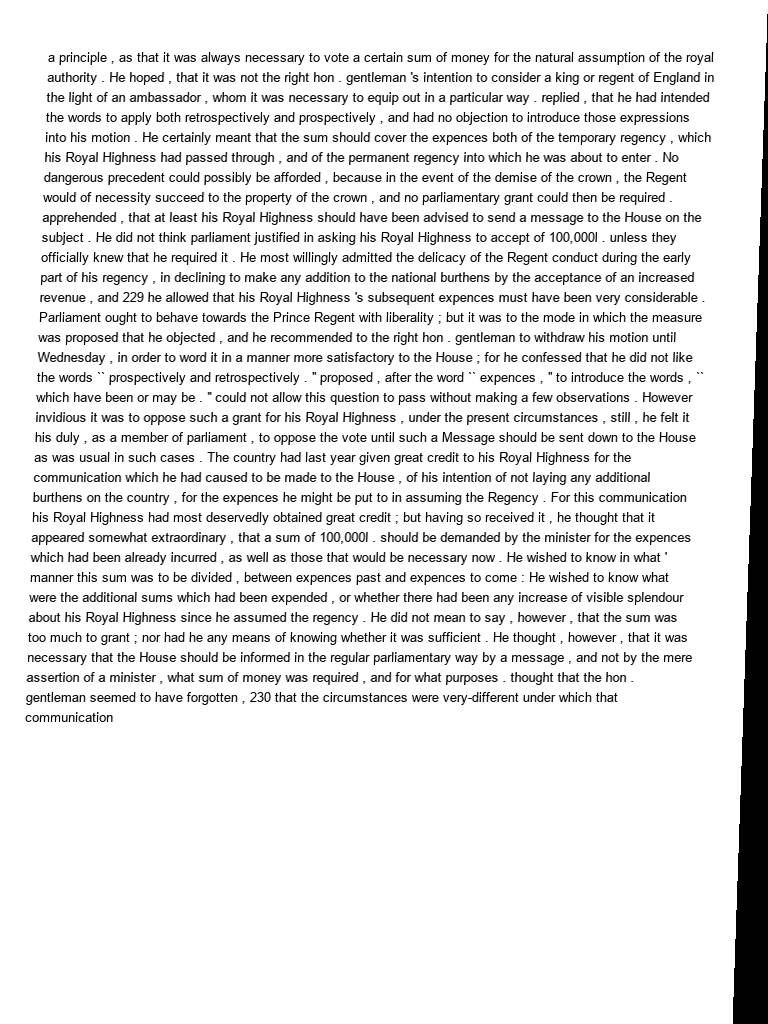 a principle , as that it was always necessary to vote a certain sum of money for the natural assumption of the royal
authority . He hoped , that it was not the right hon . gentleman 's intention to consider a king or regent of England in
the light of an ambassador , whom it was necessary to equip out in a particular way . replied , that he had intended
the words to apply both retrospectively and prospectively , and had no objection to introduce those expressions
into his motion . He certainly meant that the sum should cover the expences both of the temporary regency , which
his Royal Highness had passed through , and of the permanent regency into which he was about to enter . No
dangerous precedent could possibly be afforded , because in the event of the demise of the crown , the Regent
would of necessity succeed to the property of the crown , and no parliamentary grant could then be required .
apprehended , that at least his Royal Highness should have been advised to send a message to the House on the
subject . He did not think parliament justified in asking his Royal Highness to accept of 100,000l . unless they
officially knew that he required it . He most willingly admitted the delicacy of the Regent conduct during the early
part of his regency , in declining to make any addition to the national burthens by the acceptance of an increased
revenue , and 229 he allowed that his Royal Highness 's subsequent expences must have been very considerable .
Parliament ought to behave towards the Prince Regent with liberality ; but it was to the mode in which the measure
was proposed that he objected , and he recommended to the right hon . gentleman to withdraw his motion until
Wednesday , in order to word it in a manner more satisfactory to the House ; for he confessed that he did not like
the words `` prospectively and retrospectively . " proposed , after the word `` expences , " to introduce the words , ``
which have been or may be . " could not allow this question to pass without making a few observations . However
invidious it was to oppose such a grant for his Royal Highness , under the present circumstances , still , he felt it
his duly , as a member of parliament , to oppose the vote until such a Message should be sent down to the House
as was usual in such cases . The country had last year given great credit to his Royal Highness for the
communication which he had caused to be made to the House , of his intention of not laying any additional
burthens on the country , for the expences he might be put to in assuming the Regency . For this communication
his Royal Highness had most deservedly obtained great credit ; but having so received it , he thought that it
appeared somewhat extraordinary , that a sum of 100,000l . should be demanded by the minister for the expences
which had been already incurred , as well as those that would be necessary now . He wished to know in what '
manner this sum was to be divided , between expences past and expences to come : He wished to know what
were the additional sums which had been expended , or whether there had been any increase of visible splendour
about his Royal Highness since he assumed the regency . He did not mean to say , however , that the sum was
too much to grant ; nor had he any means of knowing whether it was sufficient . He thought , however , that it was
necessary that the House should be informed in the regular parliamentary way by a message , and not by the mere
assertion of a minister , what sum of money was required , and for what purposes . thought that the hon .
gentleman seemed to have forgotten , 230 that the circumstances were very-different under which that
communication